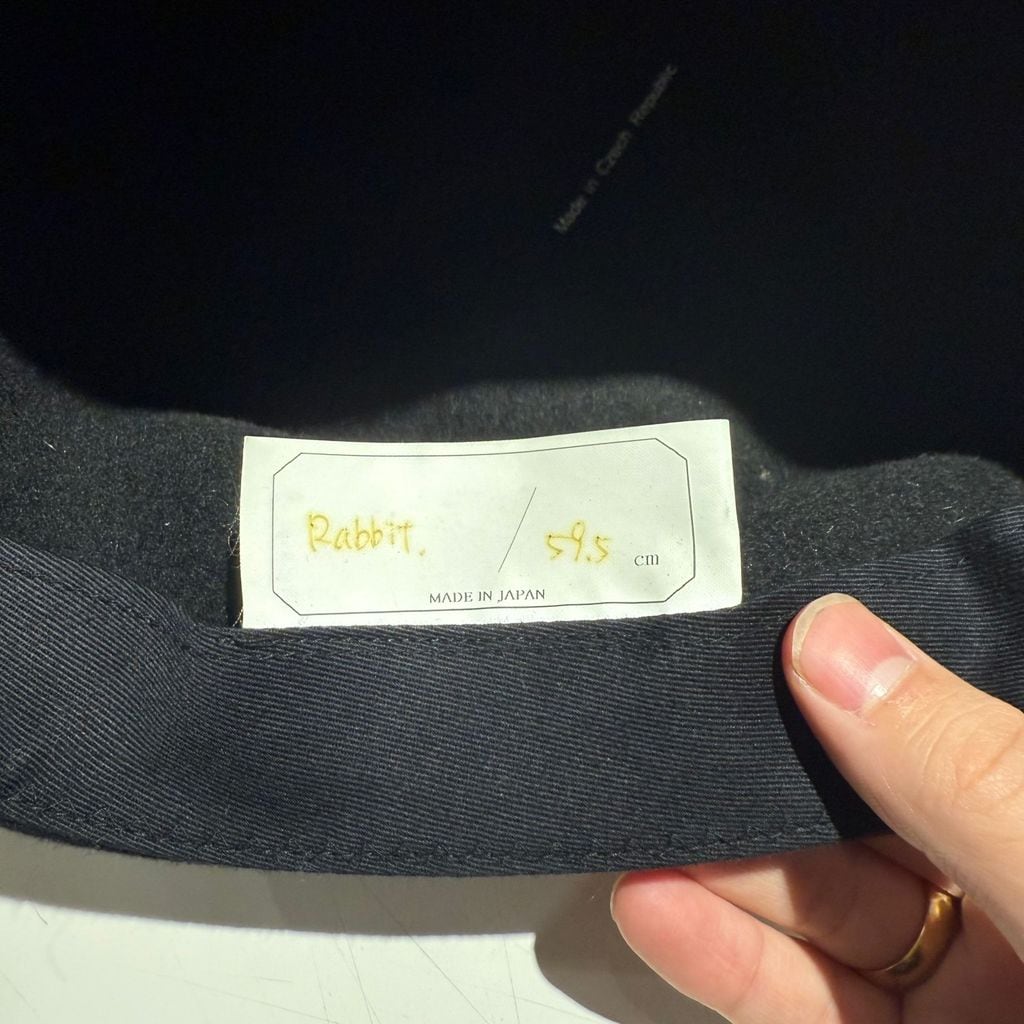 Made in Czech Republic
Rabbit. / 59.5 cm
MADE IN JAPAN